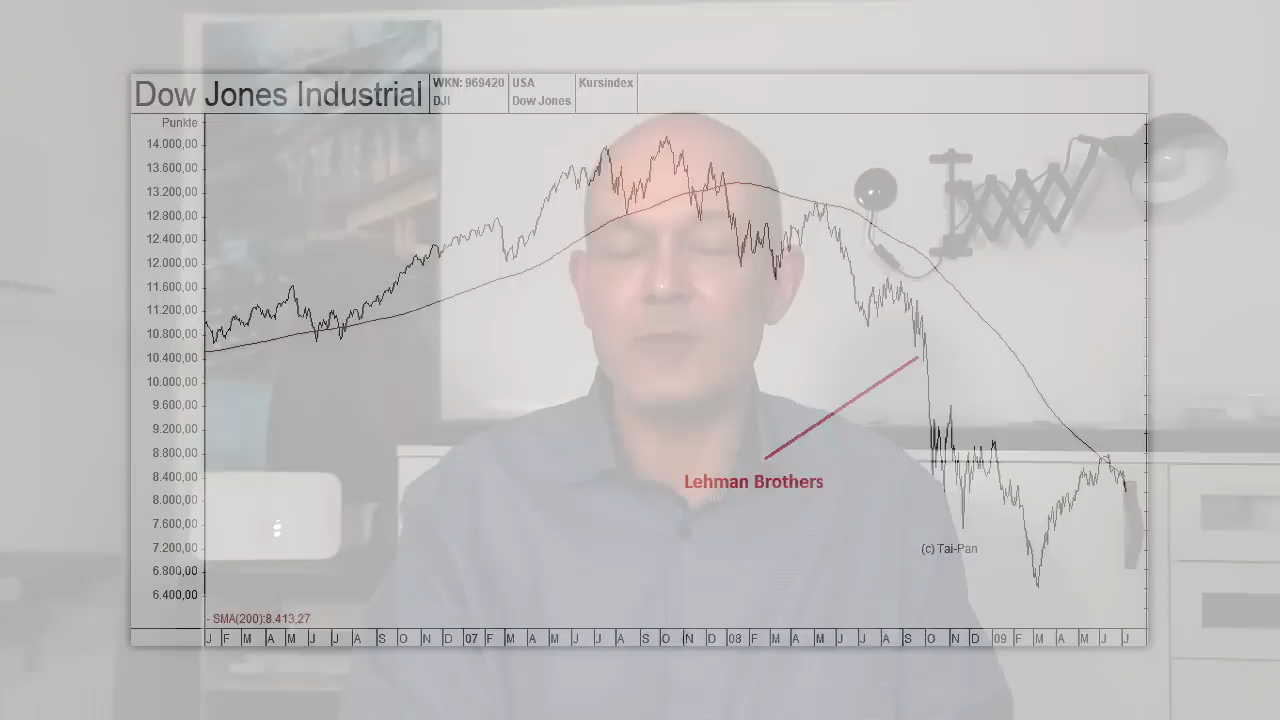 Dow Jones Industrial
WKN: 969420
DJI
USA
Dow Jones
Kursindex
Punkte
14.000,00
13.600,00
13.200,00
12.800,00
12.400,00
12.000,00
11.600,00
11.200,00
10.800,00
10.400,00
10.000,00
9.600,00
9.200,00
8.800,00
8.400,00
8.000,00
7.600,00
7.200,00
6.800,00
6.400,00
Lehman Brothers
(c) Tai-Pan
- SMA(200):8.413,27
J F M A M J J A S O N D 07 F M A M J J A S O N D 08 F M A M J J A S O N D 09 F M A M J J